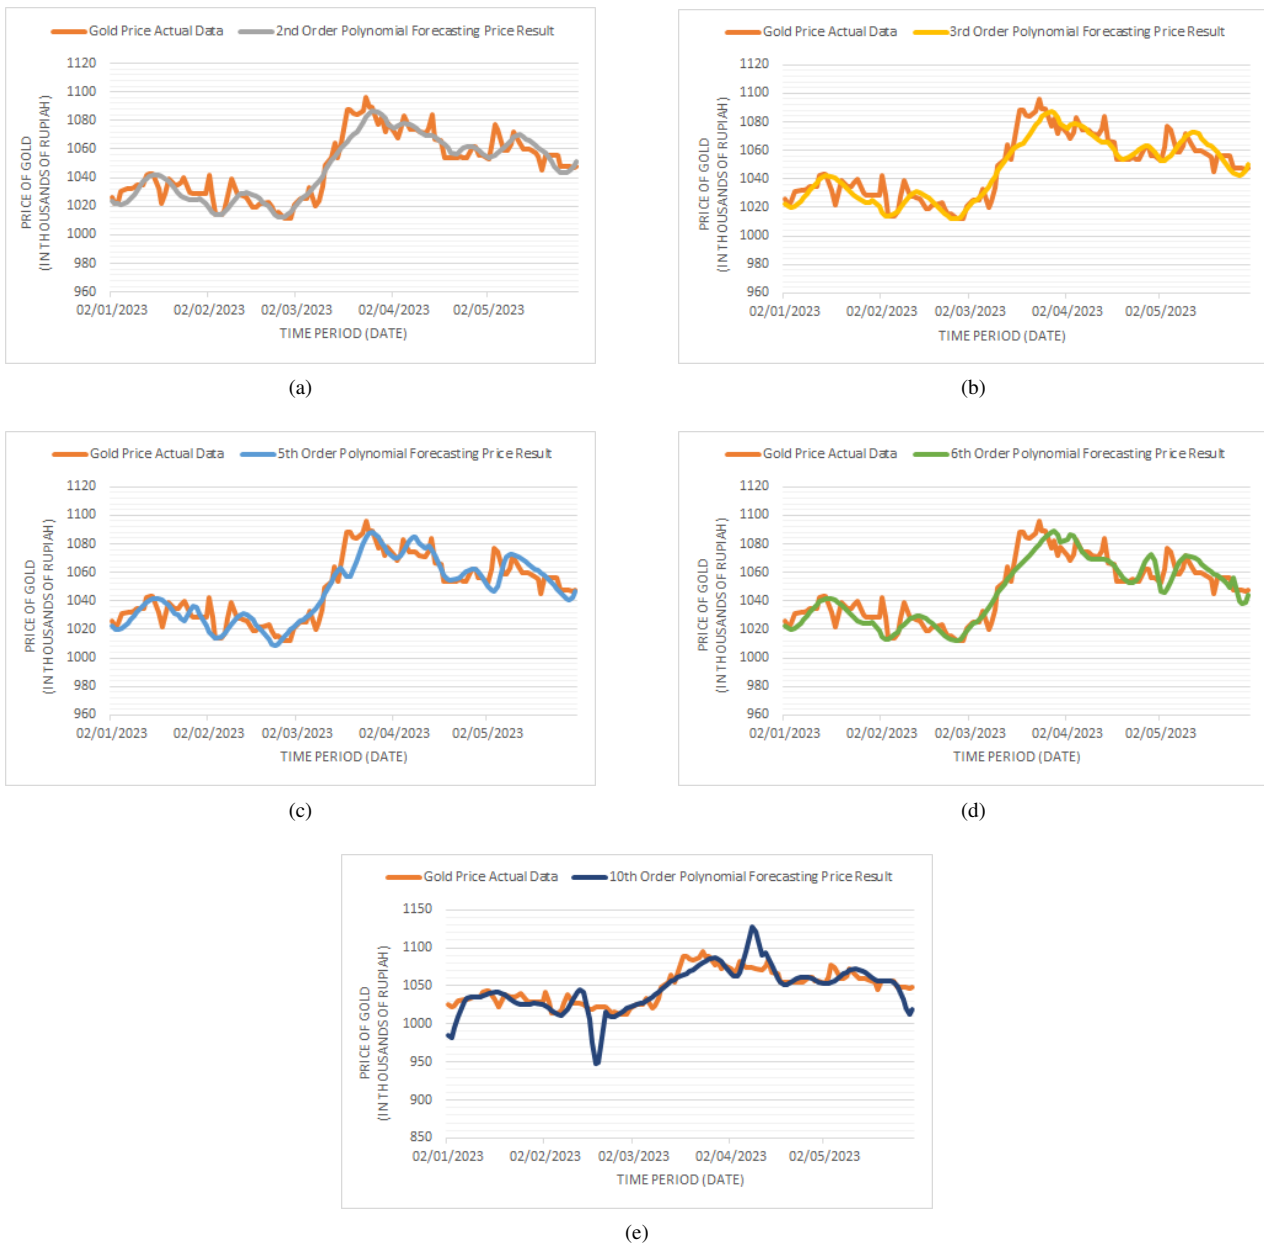 Gold Price Actual Data 2nd Order Polynomial Forecasting Price Result
1120
1100
1080
1060
1040
1020
1000
980
960
PRICE OF GOLD
(IN THOUSANDS OF RUPIAH)
02/01/2023 02/02/2023 02/03/2023 02/04/2023 02/05/2023
TIME PERIOD (DATE)
(a)
Gold Price Actual Data 3rd Order Polynomial Forecasting Price Result
1120
1100
1080
1060
1040
1020
1000
980
960
PRICE OF GOLD
(IN THOUSANDS OF RUPIAH)
02/01/2023 02/02/2023 02/03/2023 02/04/2023 02/05/2023
TIME PERIOD (DATE)
(b)
Gold Price Actual Data 5th Order Polynomial Forecasting Price Result
1120
1100
1080
1060
1040
1020
1000
980
960
PRICE OF GOLD
(IN THOUSANDS OF RUPIAH)
02/01/2023 02/02/2023 02/03/2023 02/04/2023 02/05/2023
TIME PERIOD (DATE)
(c)
Gold Price Actual Data 6th Order Polynomial Forecasting Price Result
1120
1100
1080
1060
1040
1020
1000
980
960
PRICE OF GOLD
(IN THOUSANDS OF RUPIAH)
02/01/2023 02/02/2023 02/03/2023 02/04/2023 02/05/2023
TIME PERIOD (DATE)
(d)
Gold Price Actual Data 10th Order Polynomial Forecasting Price Result
1150
1100
1050
1000
950
900
850
PRICE OF GOLD
(IN THOUSANDS OF RUPIAH)
02/01/2023 02/02/2023 02/03/2023 02/04/2023 02/05/2023
TIME PERIOD (DATE)
(e)